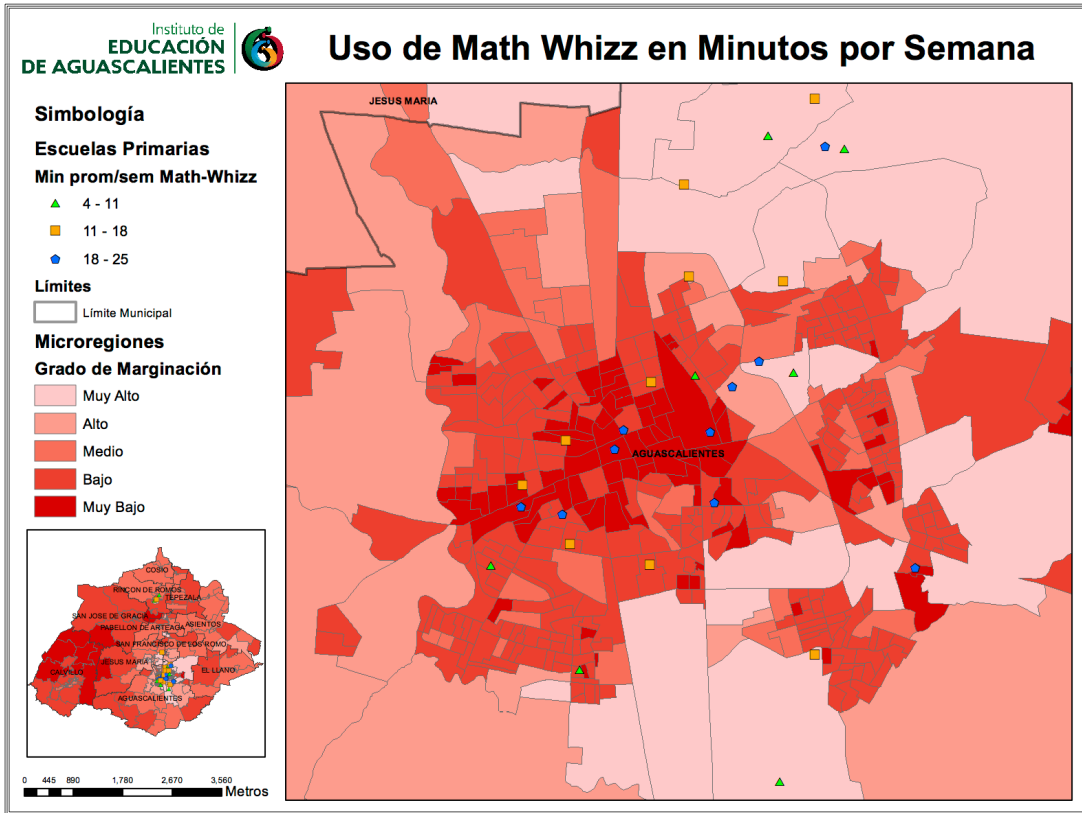 Instituto de
EDUCACIÓN
DE AGUASCALIENTES
Uso de Math Whizz en Minutos por Semana
Simbología
Escuelas Primarias
Min prom/sem Math-Whizz
4 - 11
11 - 18
18 - 25
Límites
Límite Municipal
Microregiones
Grado de Marginación
Muy Alto
Alto
Medio
Bajo
Muy Bajo
JESUS MARIA
AGUASCALIENTES
COSIO
RINCON DE ROMOS
TEPEZALA
SAN JOSE DE GRACIA
PABELLON DE ARTEAGA
ASIENTOS
SAN FRANCISCO DE LOS ROMO
JESUS MARIA
EL LLANO
CALVILLO
AGUASCALIENTES
0 445 890 1,780 2,670 3,560
Metros